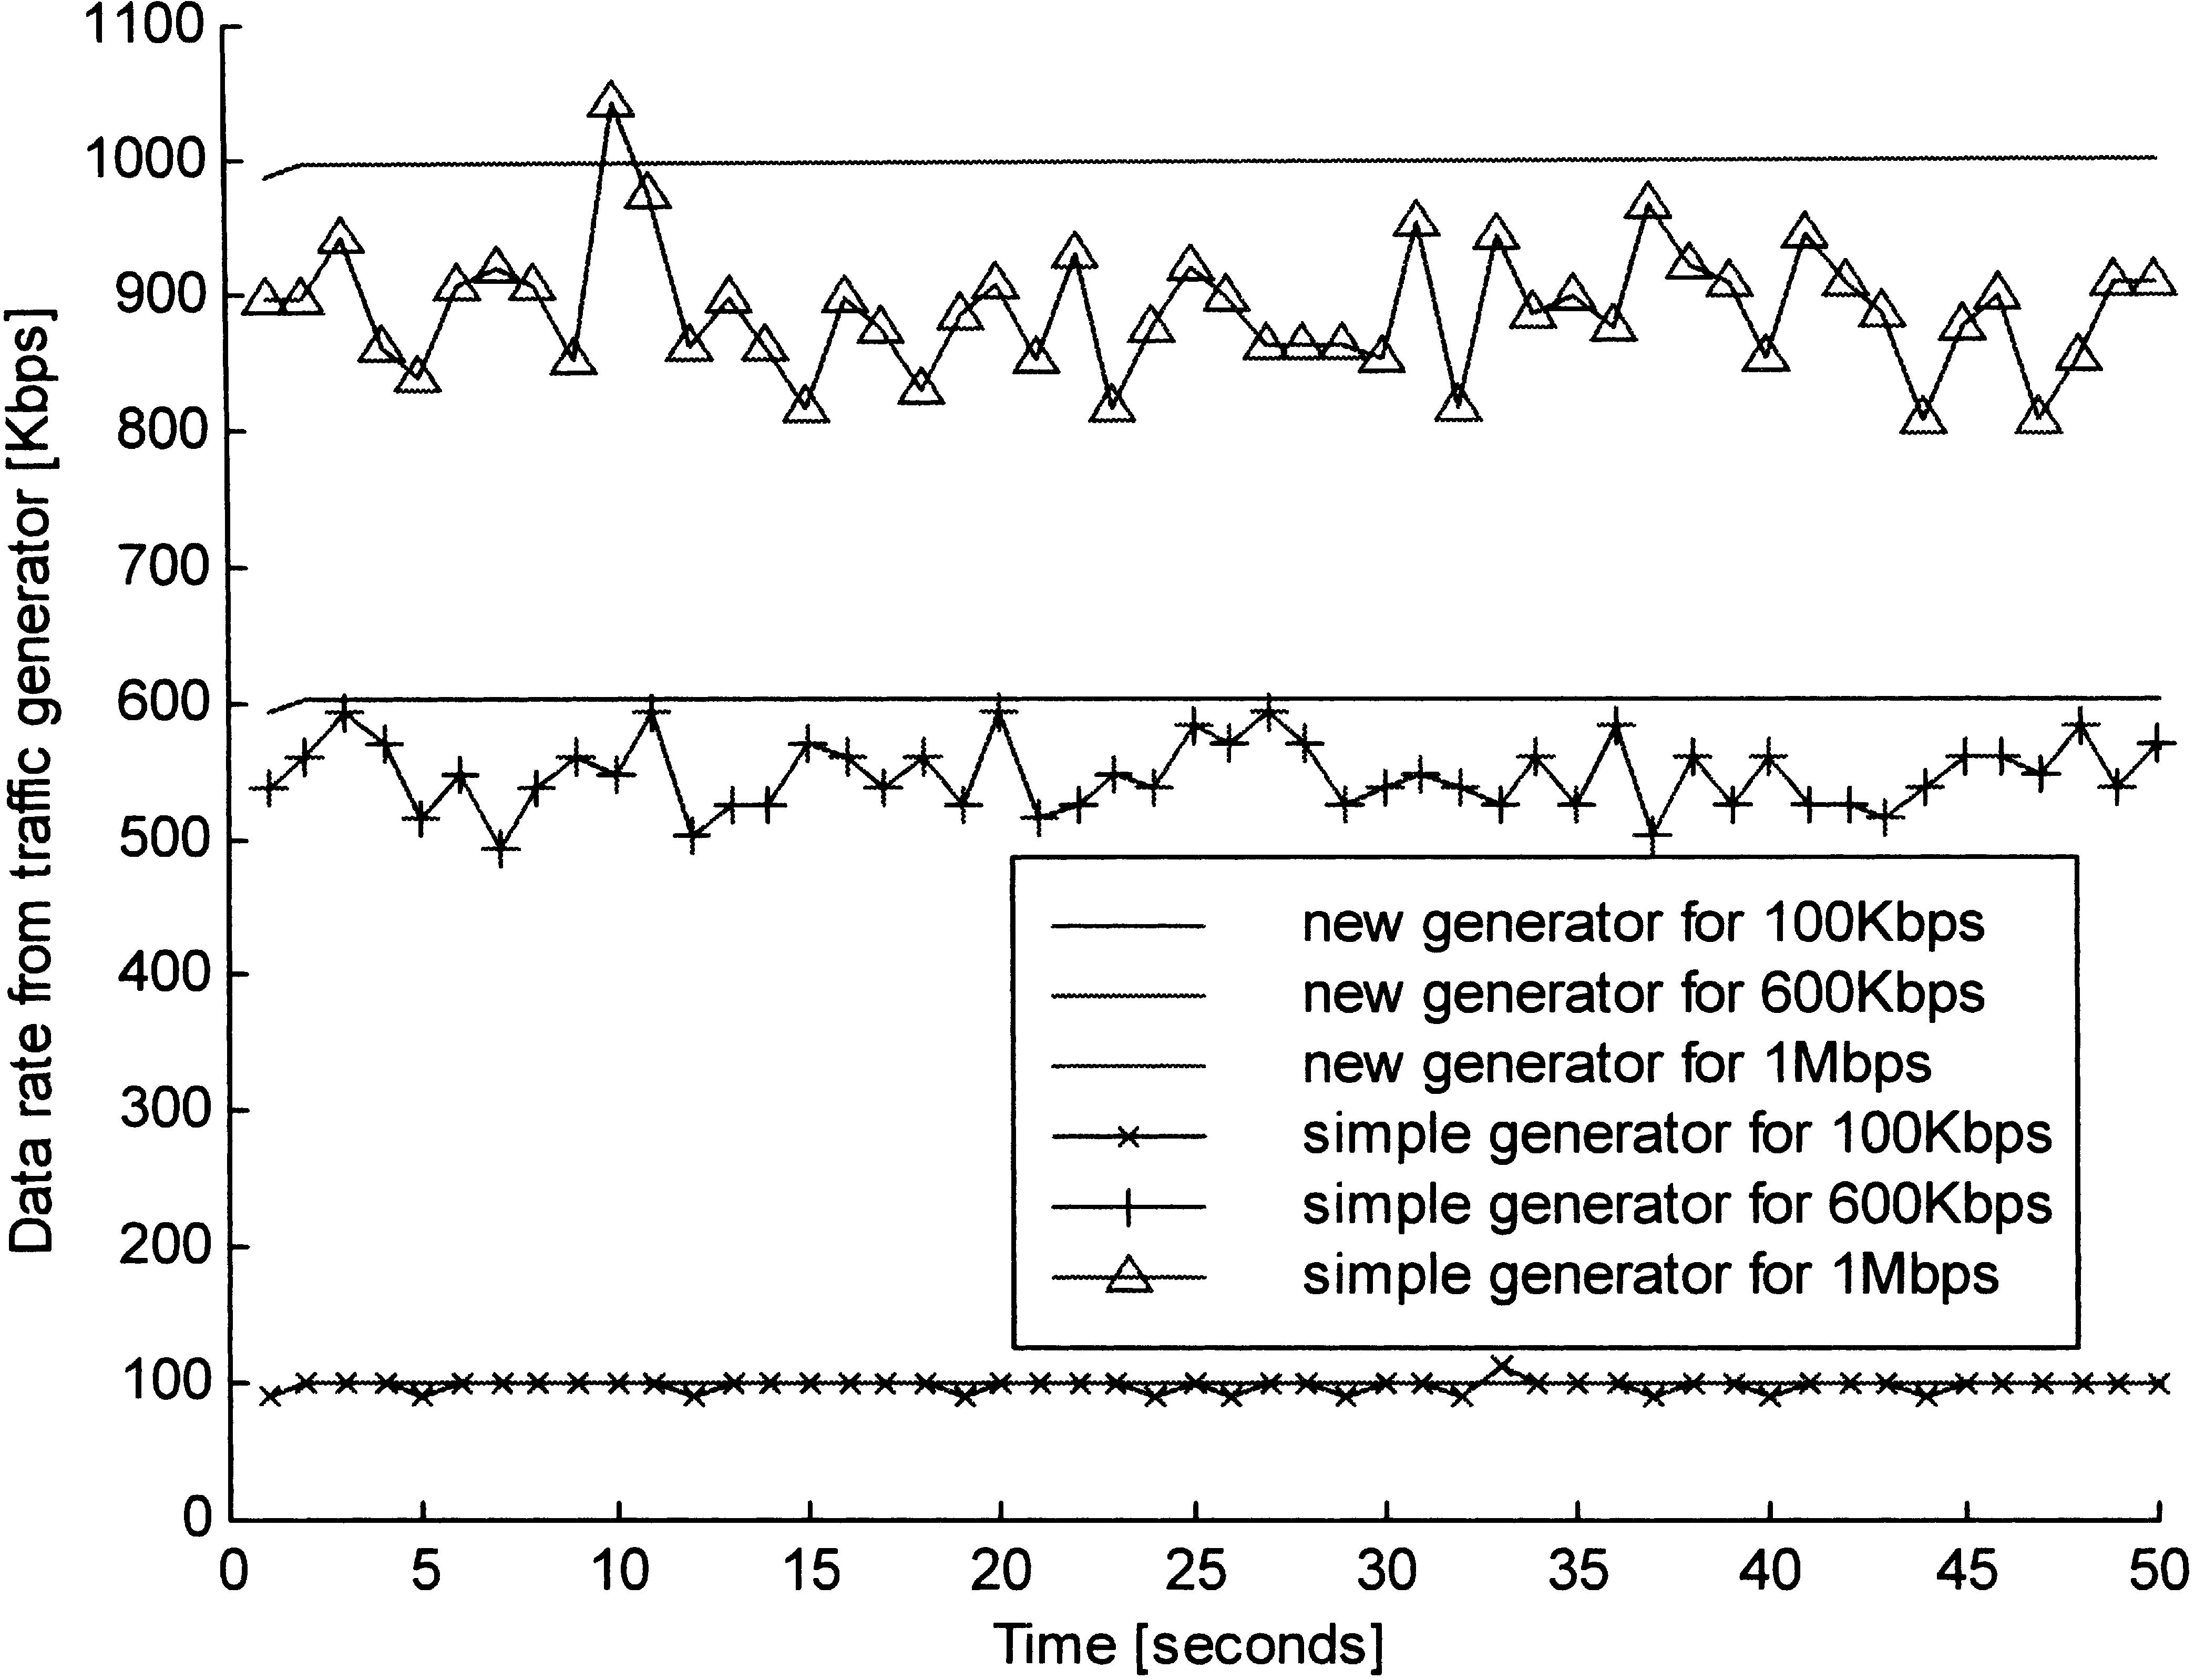 Data rate from traffic generator [Kbps]
1100
1000
900
800
700
600
500
400
300
200
100
0
new generator for 100Kbps
new generator for 600Kbps
new generator for 1Mbps
simple generator for 100Kbps
simple generator for 600Kbps
simple generator for 1Mbps
0 5 10 15 20 25 30 35 40 45 50
Time [seconds]